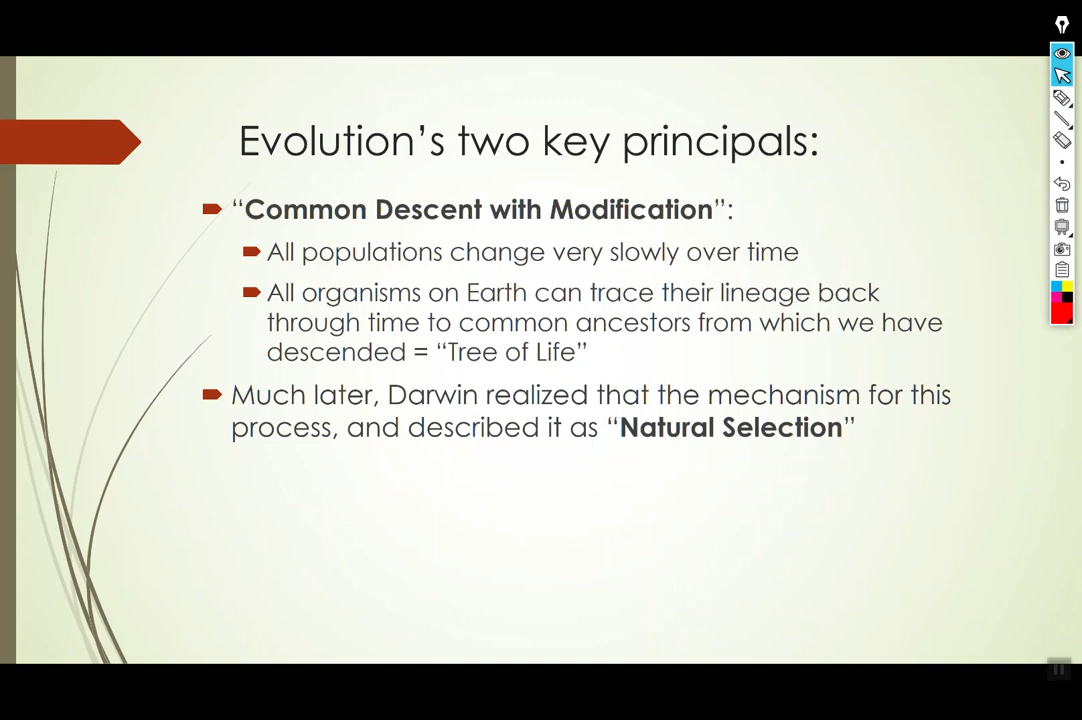 Evolution’s two key principals:
“Common Descent with Modification”:
All populations change very slowly over time
All organisms on Earth can trace their lineage back
through time to common ancestors from which we have
descended = “Tree of Life”
Much later, Darwin realized that the mechanism for this
process, and described it as “Natural Selection”